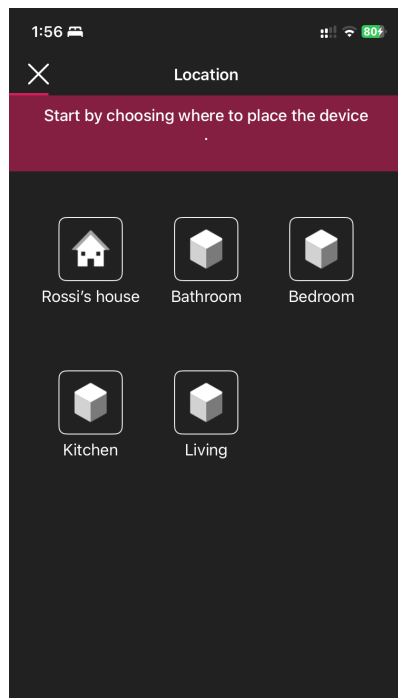 1:56
80
Location
Start by choosing where to place the device
.
Rossi's house
Bathroom
Bedroom
Kitchen
Living